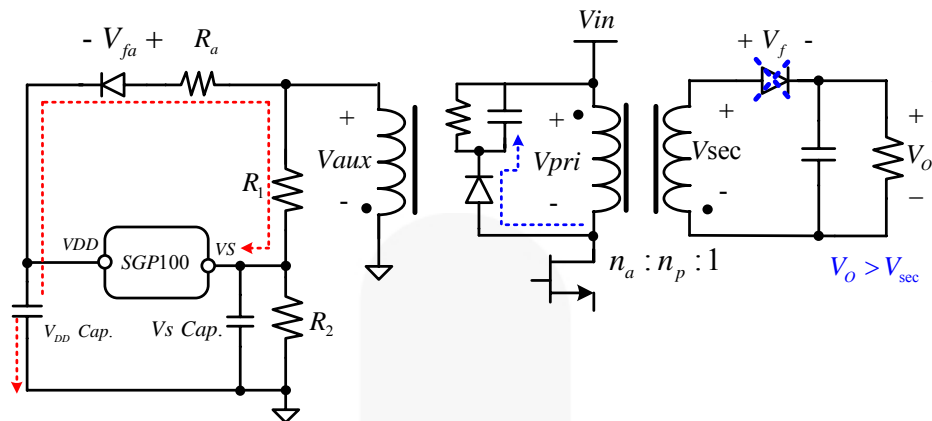 - V_fa +
R_a
Vin
+ V_f -
+
Vaux
-
+
Vpri
-
+
Vsec
-
+
V_O
−
R_1
VDD
SGP100
VS
V_DD Cap.
Vs Cap.
R_2
n_a : n_p : 1
V_O > V_sec